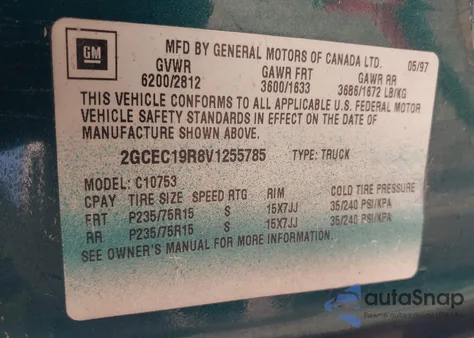 GM
MFD BY GENERAL MOTORS OF CANADA LTD. 05/97
GVWR GAWR FRT GAWR RR
6200/2812 3600/1633 3686/1672 LB/KG
THIS VEHICLE CONFORMS TO ALL APPLICABLE U.S. FEDERAL MOTOR
VEHICLE SAFETY STANDARDS IN EFFECT ON THE DATE OF
MANUFACTURE SHOWN ABOVE.
2GCEC19R8V1255785 TYPE: TRUCK
MODEL: C10753
CPAY TIRE SIZE SPEED RTG RIM COLD TIRE PRESSURE
FRT P235/75R15 S 15X7JJ 35/240 PSI/KPA
RR P235/75R15 S 15X7JJ 35/240 PSI/KPA
SEE OWNER'S MANUAL FOR MORE INFORMATION.
autoSnap